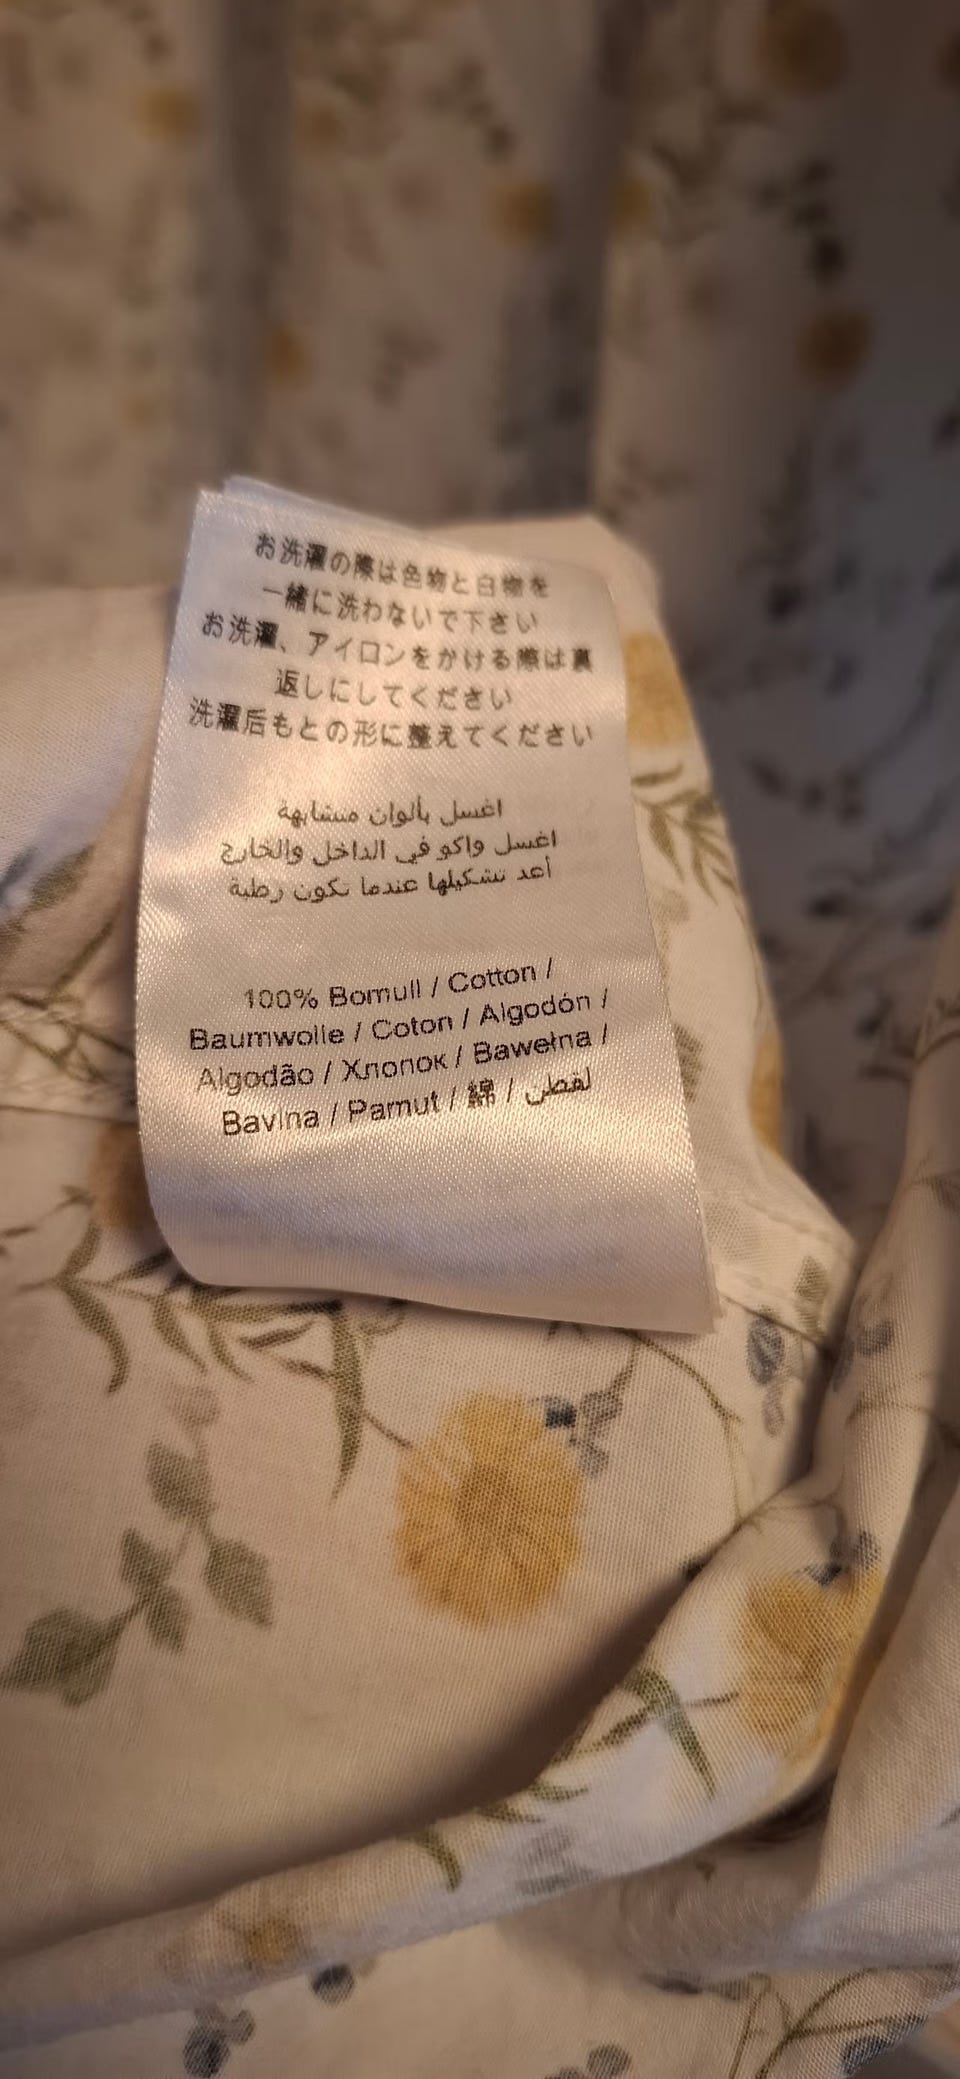 お洗濯の際は色物と白物を
一緒に洗わないで下さい
お洗濯、アイロンをかける際は裏
返しにしてください
洗濯后もとの形に整えてください
اغسل بألوان متشابهة
اغسل واكو في الداخل والخارج
أعد تشكيلها عندما تكون رطبة
100% Bomull / Cotton /
Baumwolle / Coton / Algodón /
Algodão / Хлопок / Bawełna /
Bavlna / Pamut / 綿 / لقطن